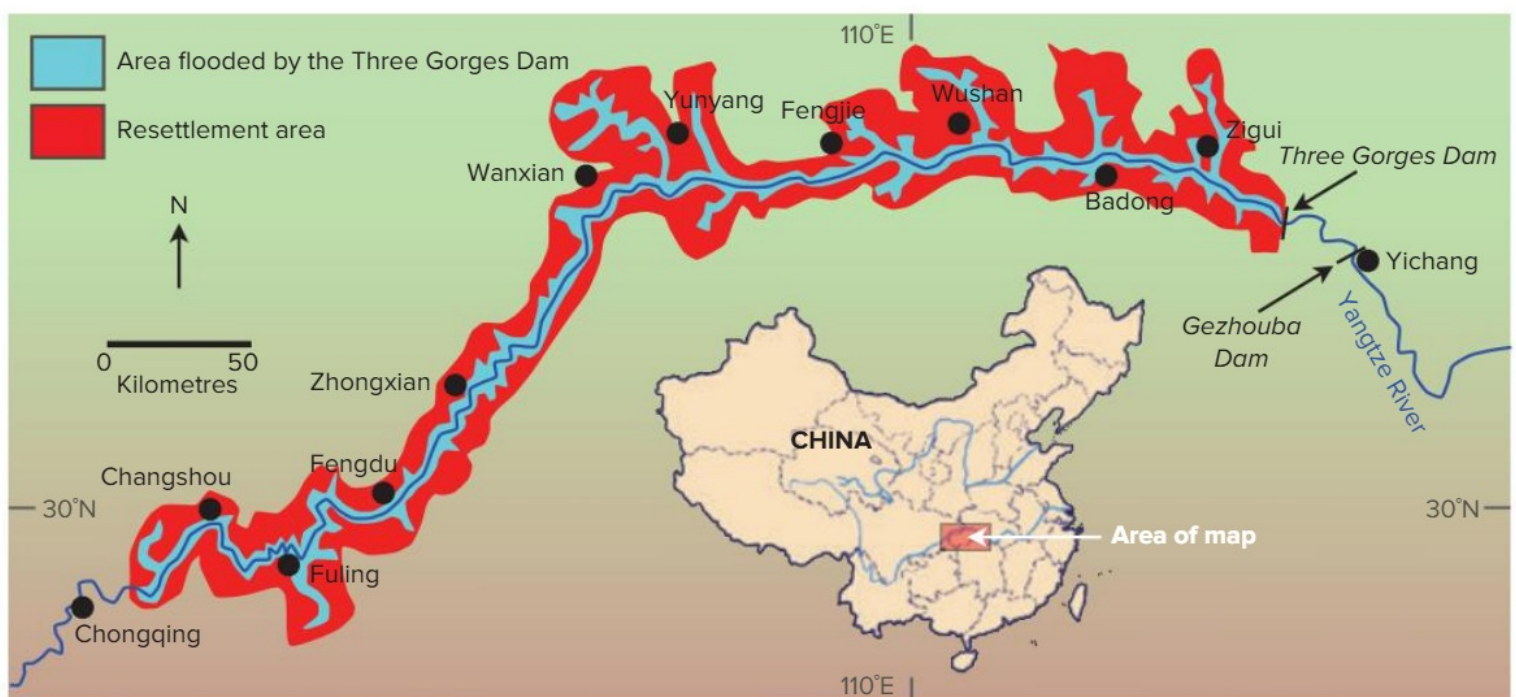 110°E
Area flooded by the Three Gorges Dam
Resettlement area
Yunyang
Fengjie
Wushan
Zigui
Three Gorges Dam
Wanxian
Badong
N
Yichang
Gezhouba
Dam
Yangtze River
0 50
Kilometres
Zhongxian
CHINA
Fengdu
Changshou
30°N
30°N
Area of map
Fuling
Chongqing
110°E